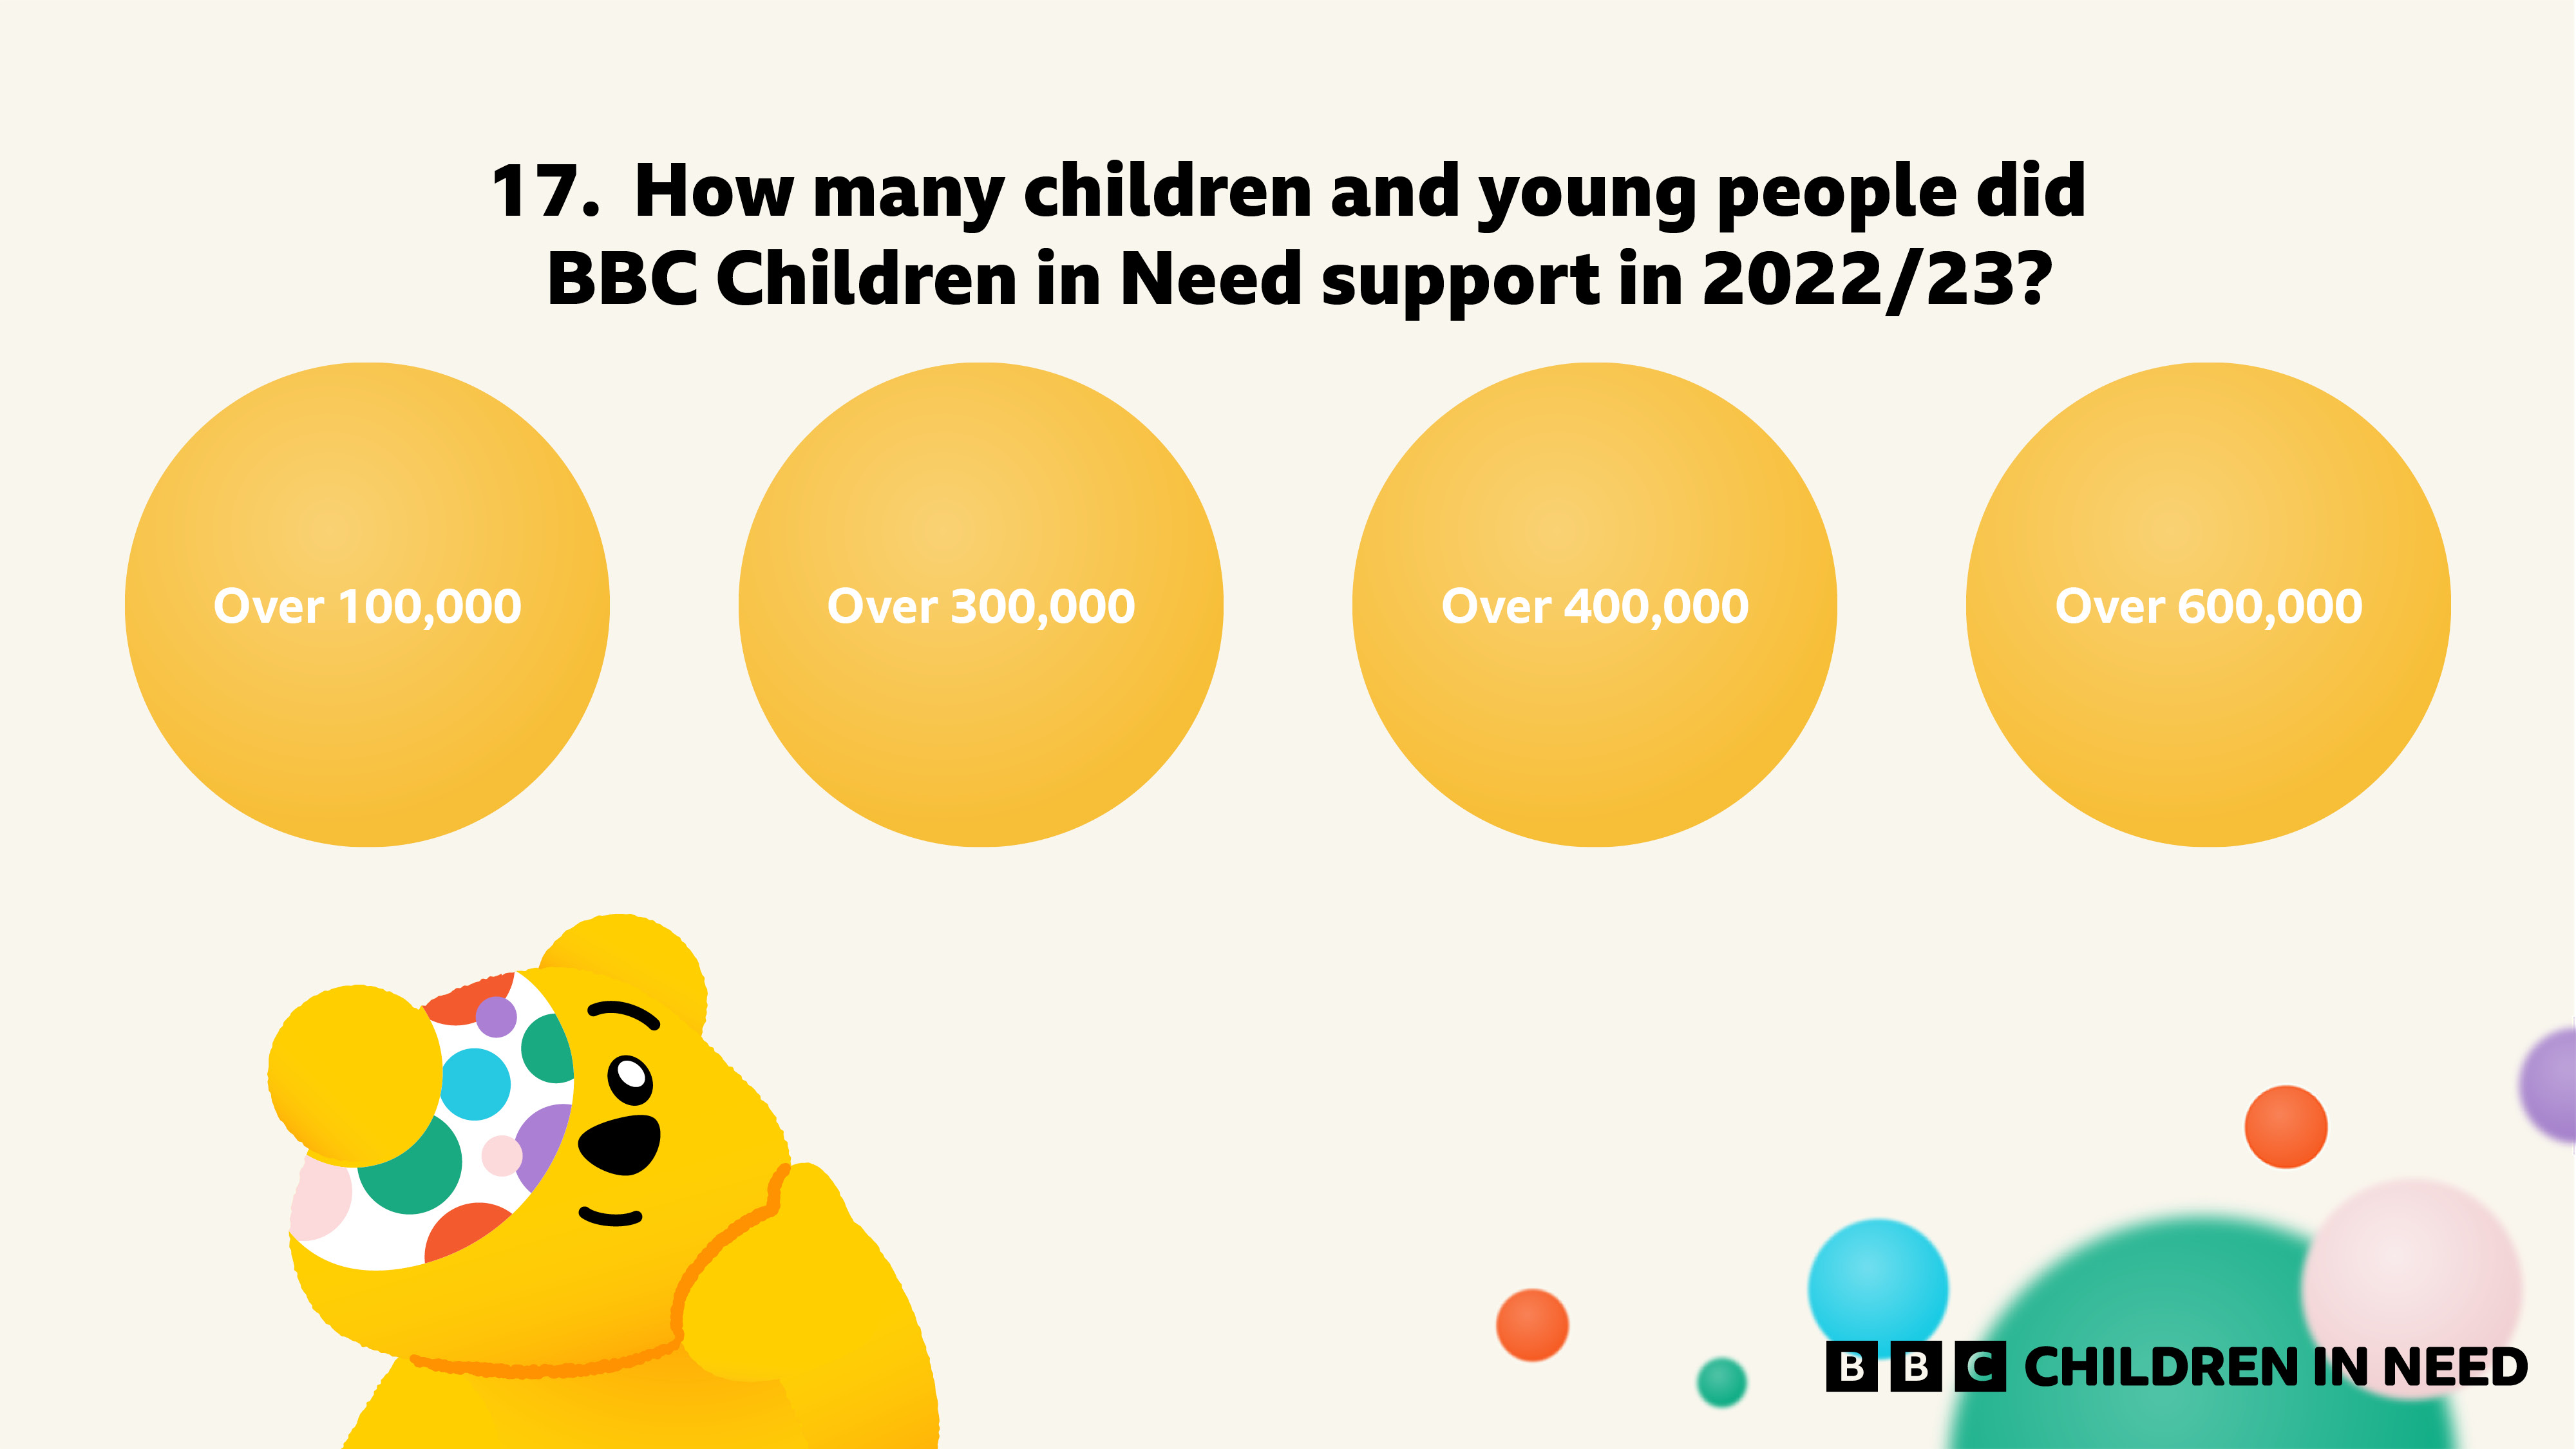 17. How many children and young people did
BBC Children in Need support in 2022/23?
Over 100,000
Over 300,000
Over 400,000
Over 600,000
BBC CHILDREN IN NEED